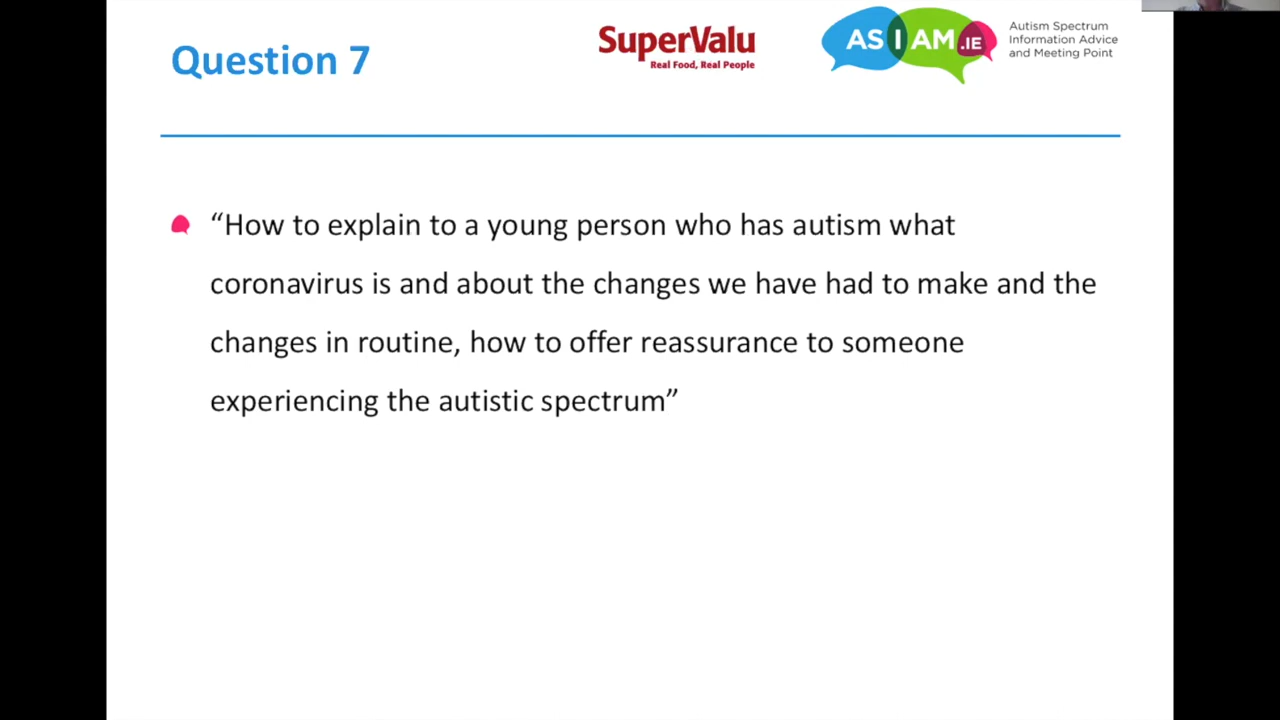 Question 7
SuperValu
Real Food, Real People
AS I AM.IE
Autism Spectrum
Information Advice
and Meeting Point
“How to explain to a young person who has autism what
coronavirus is and about the changes we have had to make and the
changes in routine, how to offer reassurance to someone
experiencing the autistic spectrum”